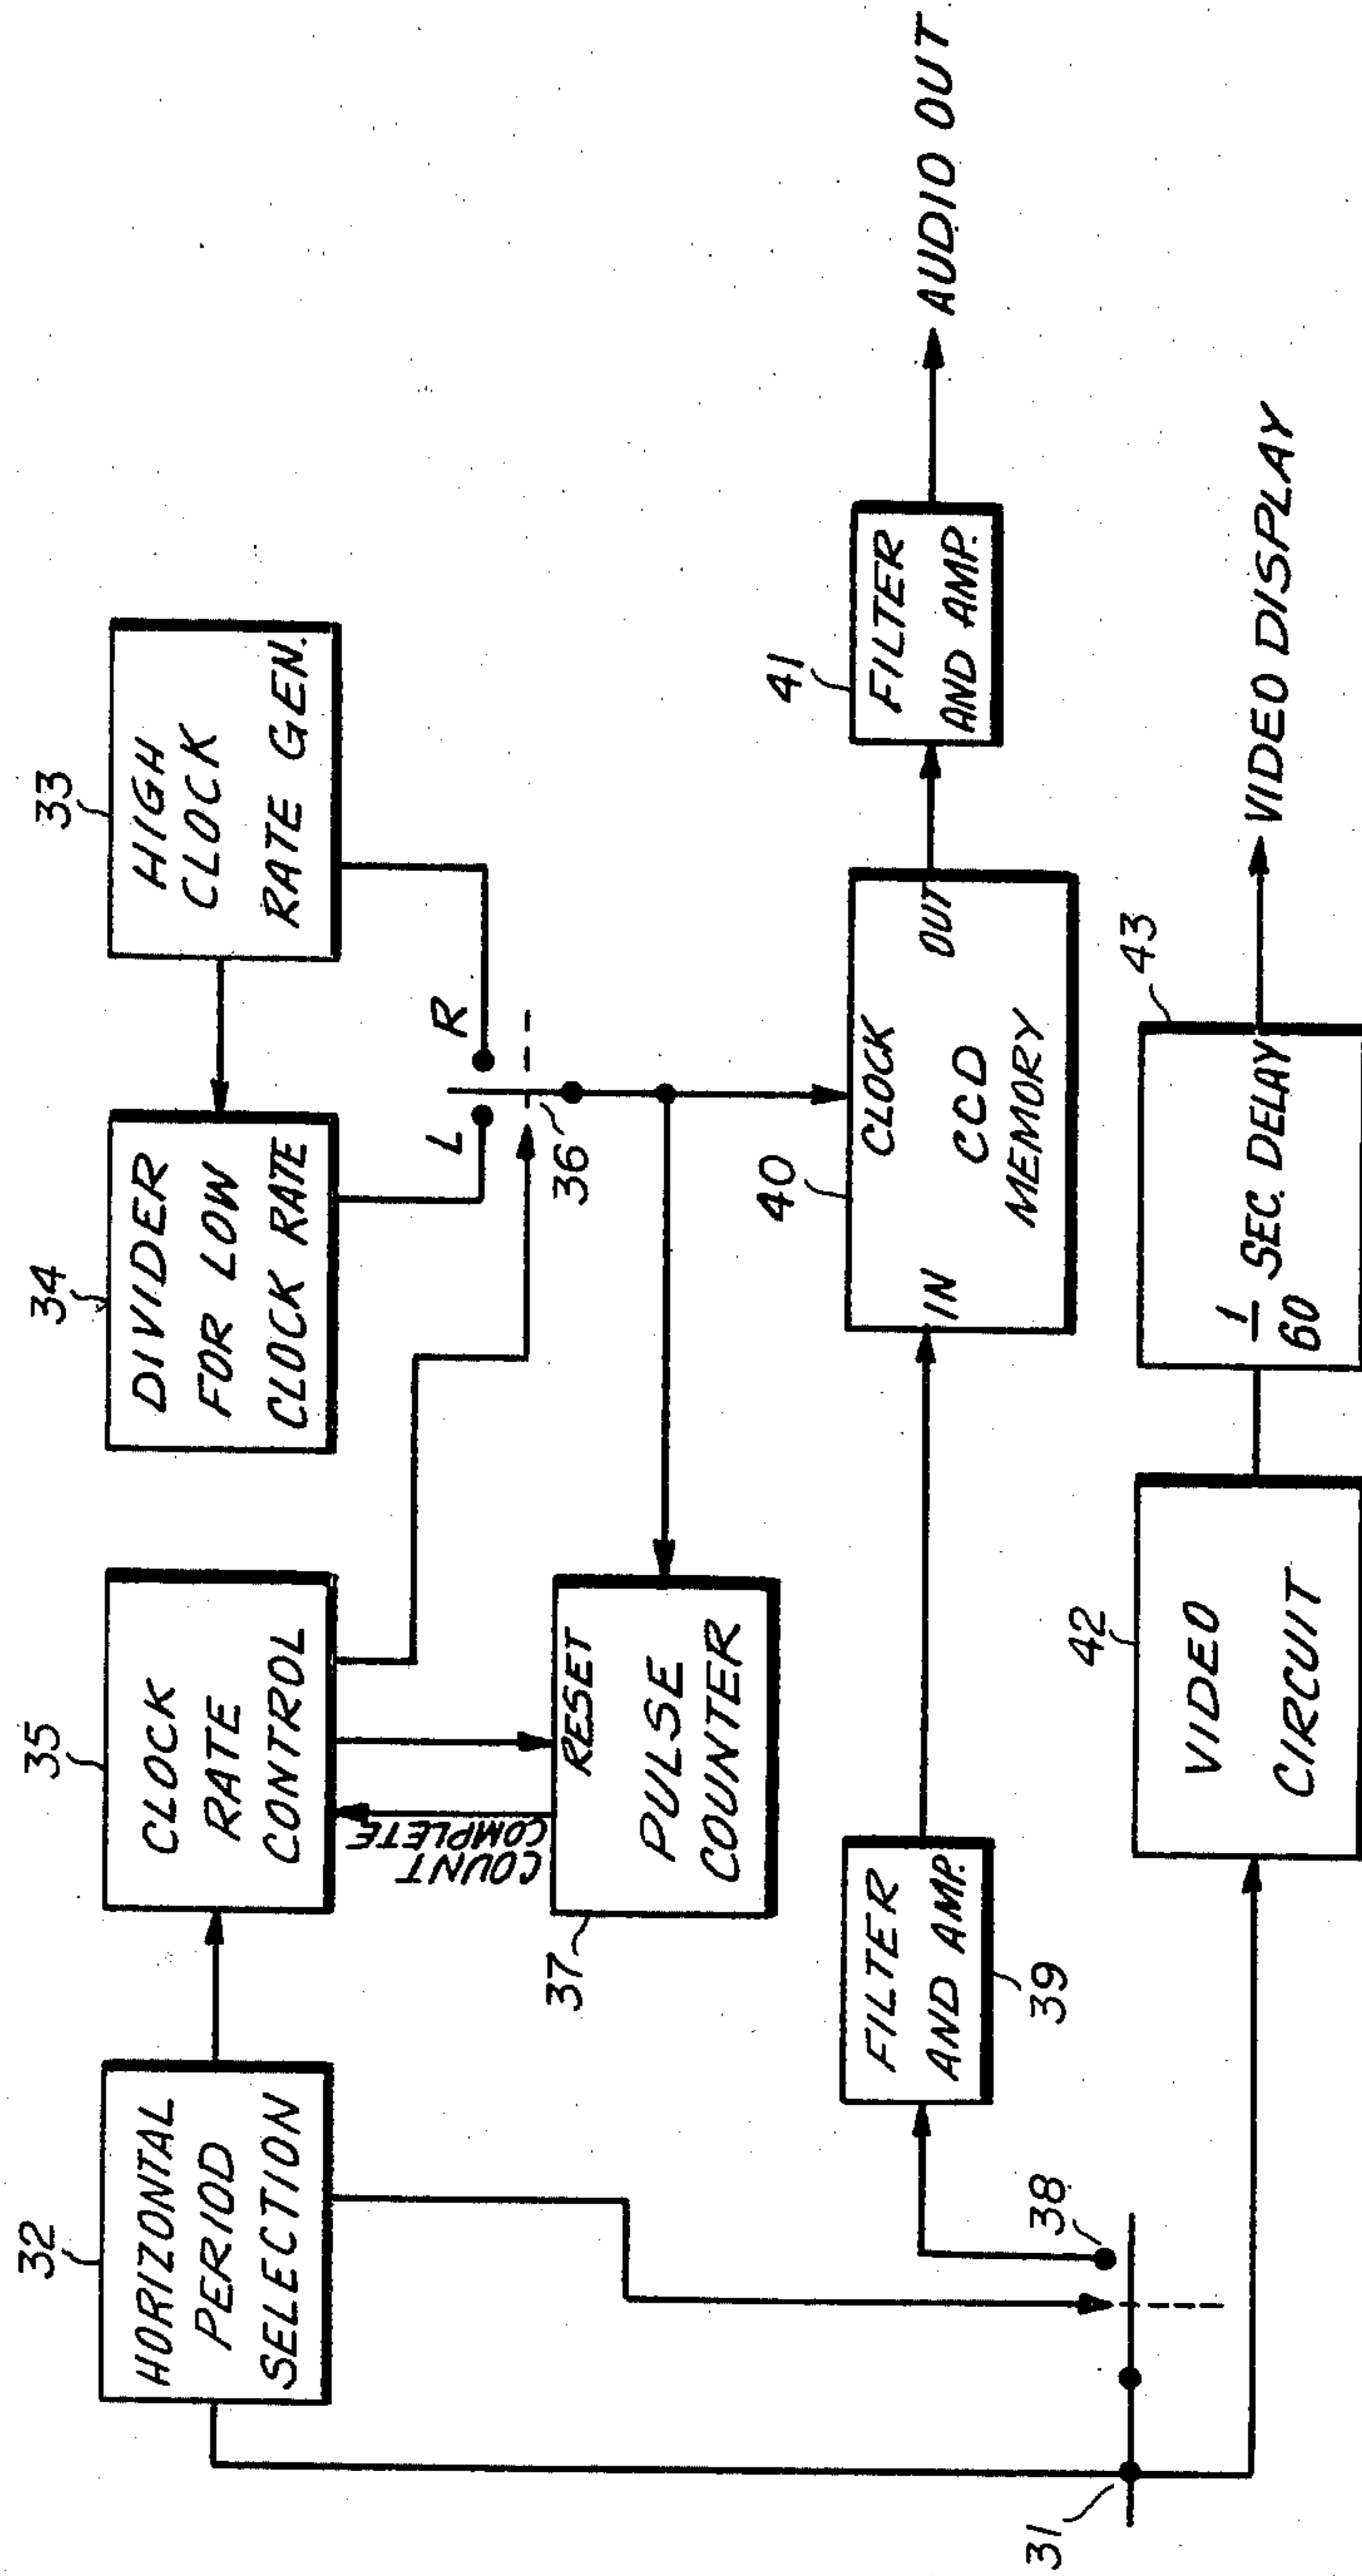 32
HORIZONTAL
PERIOD
SELECTION
35
CLOCK
RATE
CONTROL
34
DIVIDER
FOR LOW
CLOCK RATE
33
HIGH
CLOCK
RATE GEN.
COUNT
COMPLETE
37
RESET
PULSE
COUNTER
L
R
36
39
FILTER
AND AMP.
40
CLOCK
IN
OUT
CCD
MEMORY
41
FILTER
AND AMP.
AUDIO OUT
31
38
42
VIDEO
CIRCUIT
43
1
60
SEC. DELAY
VIDEO DISPLAY